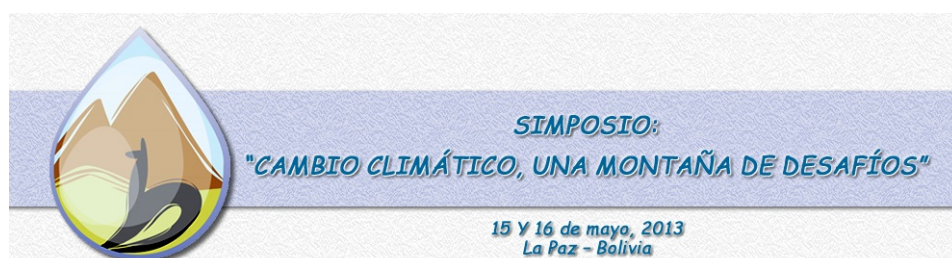 SIMPOSIO:
"CAMBIO CLIMÁTICO, UNA MONTAÑA DE DESAFÍOS"
15 Y 16 de mayo, 2013
La Paz - Bolivia